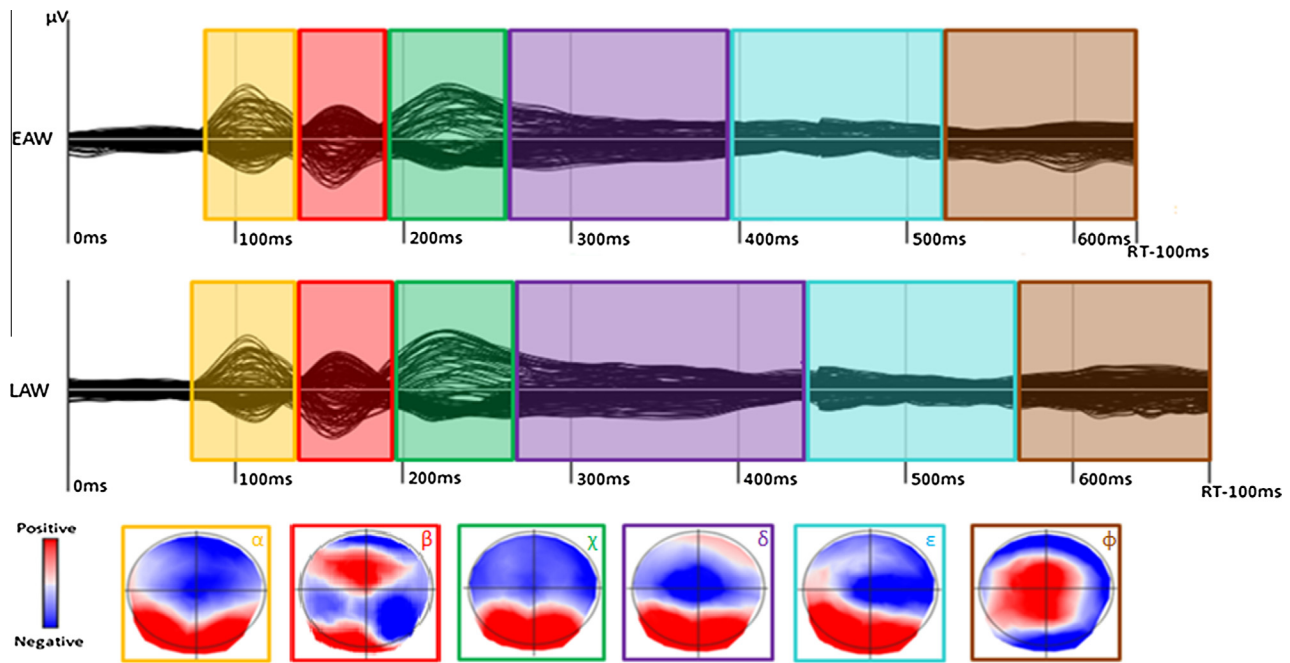 μV
EAW
0ms 100ms 200ms 300ms 400ms 500ms 600ms
RT-100ms
LAW
0ms 100ms 200ms 300ms 400ms 500ms 600ms
RT-100ms
Positive
Negative
α β χ δ ε ϕ